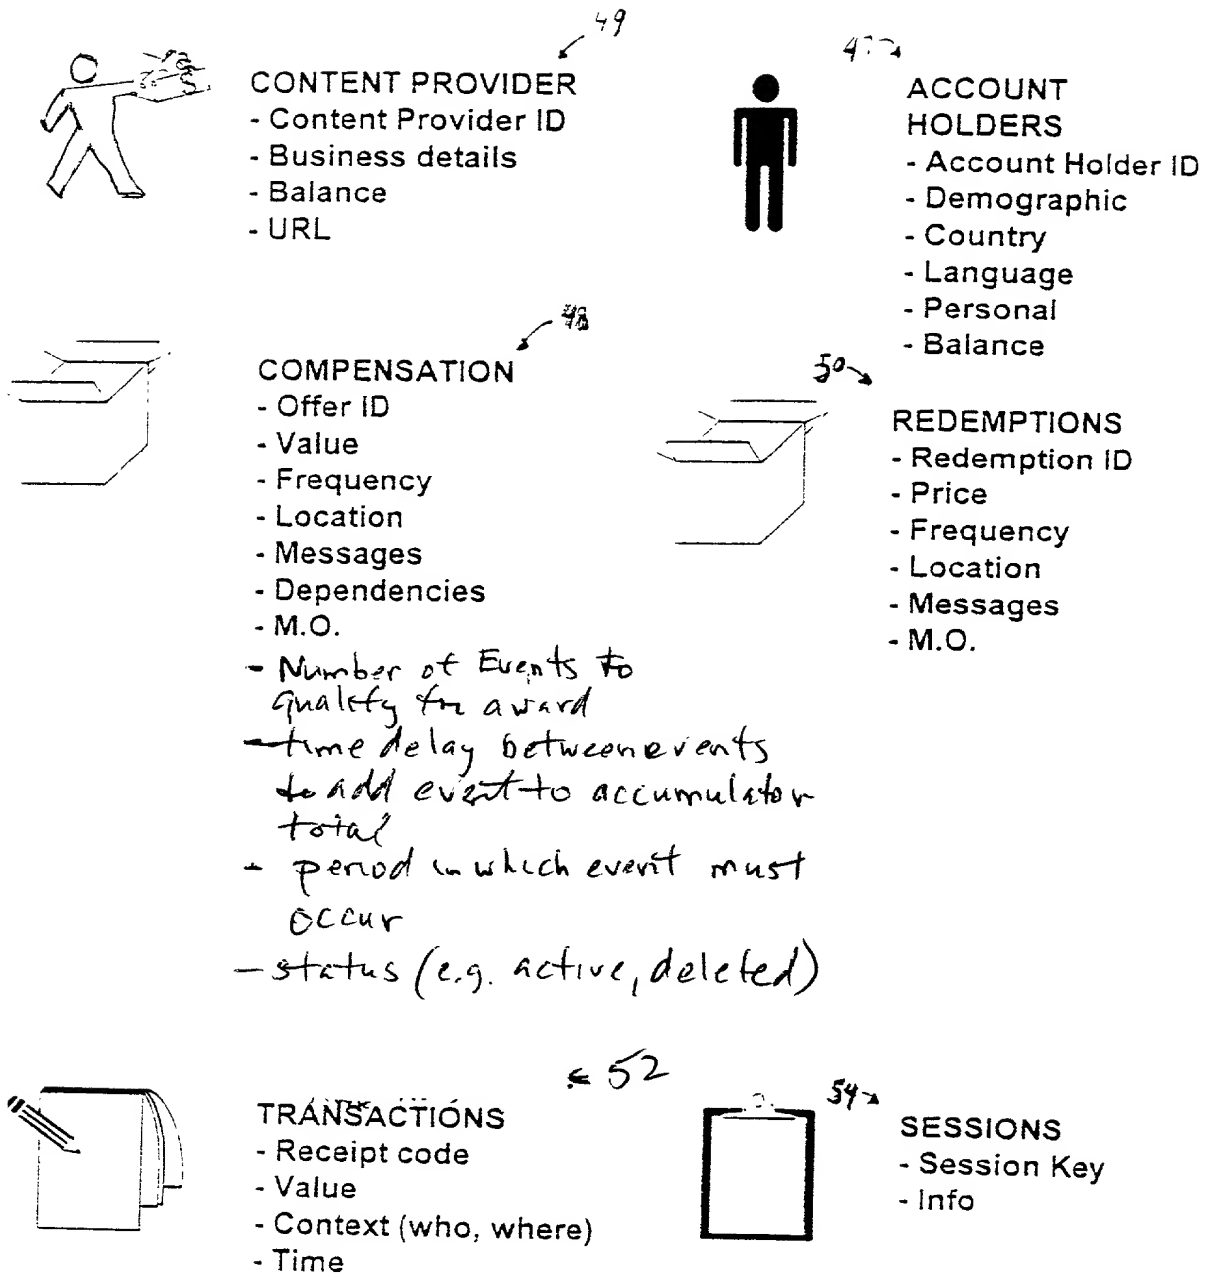 49
CONTENT PROVIDER
- Content Provider ID
- Business details
- Balance
- URL
ACCOUNT
HOLDERS
- Account Holder ID
- Demographic
- Country
- Language
- Personal
- Balance
48
COMPENSATION
- Offer ID
- Value
- Frequency
- Location
- Messages
- Dependencies
- M.O.
- Number of Events to
qualify for award
- time delay between events
to add event to accumulator
total
- period in which event must
occur
- status (e.g. active, deleted)
50
REDEMPTIONS
- Redemption ID
- Price
- Frequency
- Location
- Messages
- M.O.
52
TRANSACTIONS
- Receipt code
- Value
- Context (who, where)
- Time
54
SESSIONS
- Session Key
- Info